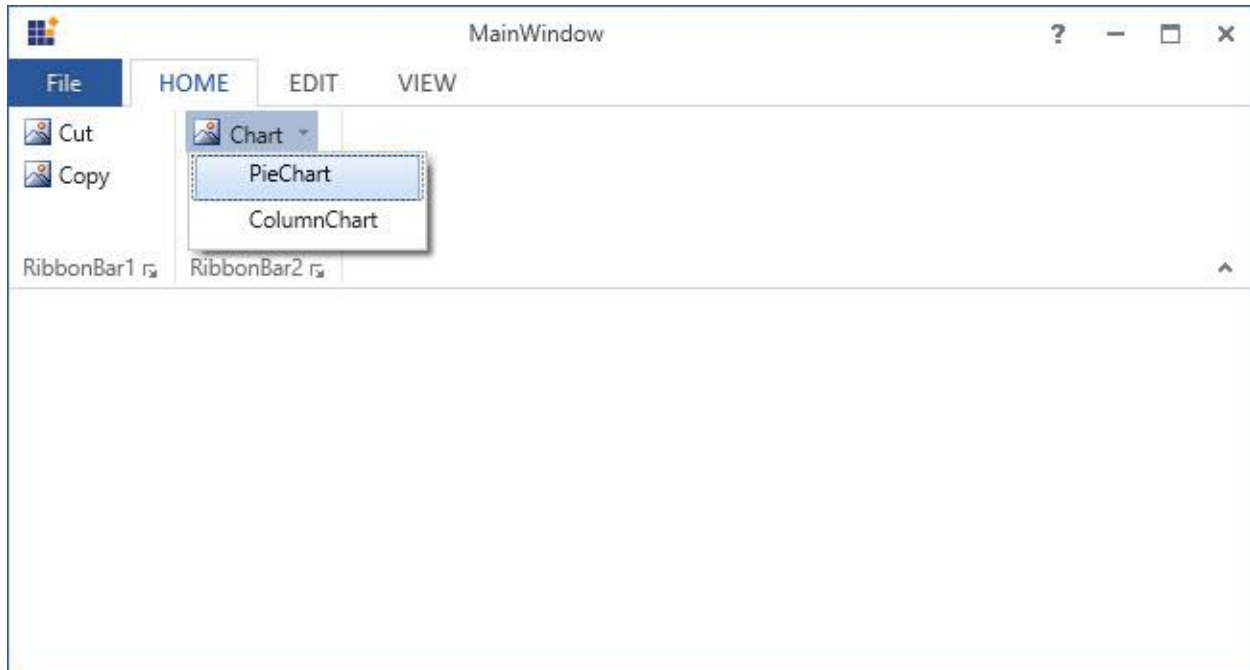 MainWindow ?
File HOME EDIT VIEW
Cut Chart
Copy PieChart
ColumnChart
RibbonBar1 RibbonBar2